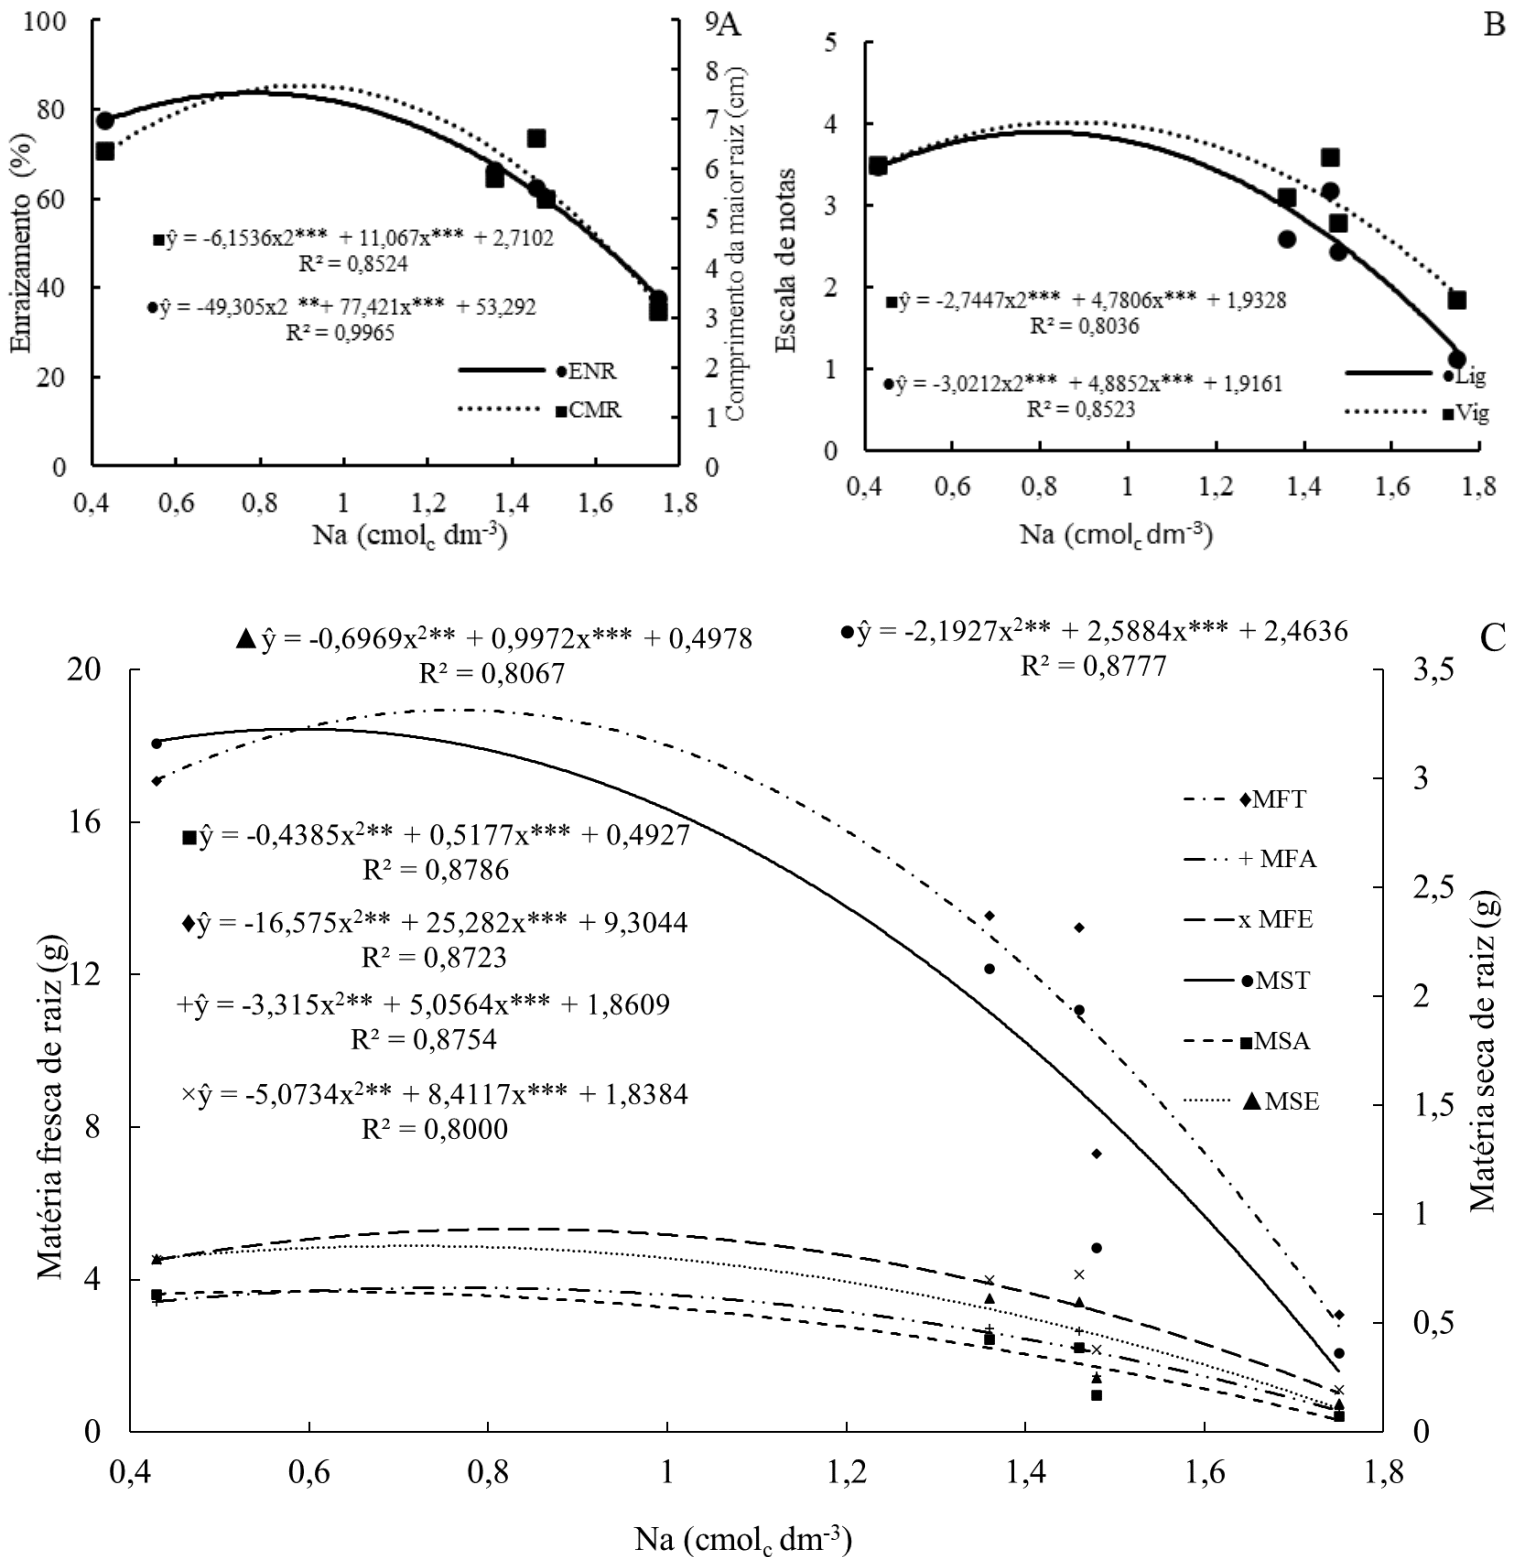 A
Enraizamento (%)
100
80
60
40
20
0
9
8
7
6
5
4
3
2
1
0
Comprimento da maior raiz (cm)
■ŷ = -6,1536x2*** + 11,067x*** + 2,7102
R² = 0,8524
●ŷ = -49,305x2 **+ 77,421x*** + 53,292
R² = 0,9965
●ENR
■CMR
0,4 0,6 0,8 1 1,2 1,4 1,6 1,8
Na (cmolc dm-3)
B
Escala de notas
5
4
3
2
1
0
■ŷ = -2,7447x2*** + 4,7806x*** + 1,9328
R² = 0,8036
●ŷ = -3,0212x2*** + 4,8852x*** + 1,9161
R² = 0,8523
●Lig
■Vig
0,4 0,6 0,8 1 1,2 1,4 1,6 1,8
Na (cmolc dm-3)
C
▲ŷ = -0,6969x2** + 0,9972x*** + 0,4978
R² = 0,8067
●ŷ = -2,1927x2** + 2,5884x*** + 2,4636
R² = 0,8777
Matéria fresca de raiz (g)
20
16
12
8
4
0
■ŷ = -0,4385x2** + 0,5177x*** + 0,4927
R² = 0,8786
♦ŷ = -16,575x2** + 25,282x*** + 9,3044
R² = 0,8723
+ŷ = -3,315x2** + 5,0564x*** + 1,8609
R² = 0,8754
×ŷ = -5,0734x2** + 8,4117x*** + 1,8384
R² = 0,8000
♦MFT
+ MFA
x MFE
●MST
■MSA
▲MSE
3,5
3
2,5
2
1,5
1
0,5
0
Matéria seca de raiz (g)
0,4 0,6 0,8 1 1,2 1,4 1,6 1,8
Na (cmolc dm-3)